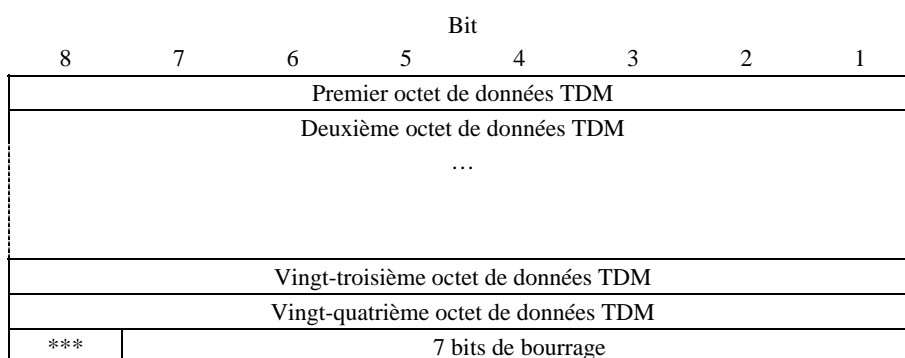 Bit
8 7 6 5 4 3 2 1
Premier octet de données TDM
Deuxième octet de données TDM
…
Vingt-troisième octet de données TDM
Vingt-quatrième octet de données TDM
*** 7 bits de bourrage